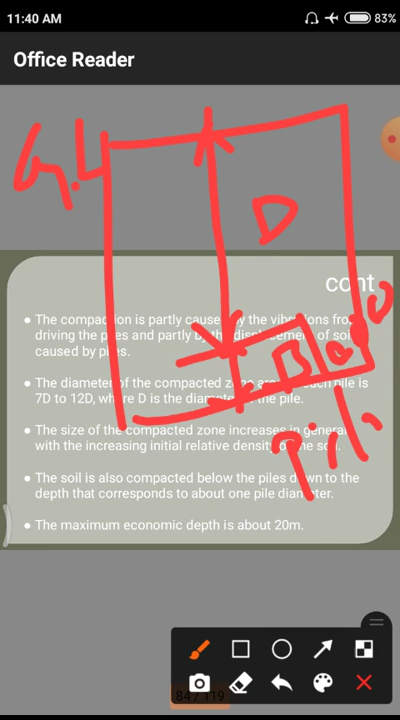 11:40 AM
83%
Office Reader
G.L
D
cont
● The compaction is partly caused by the vibrations from
driving the piles and partly by the displacement of soil
caused by piles.
● The diameter of the compacted zone around each pile is
7D to 12D, where D is the diameter of the pile.
● The size of the compacted zone increases in general
with the increasing initial relative density of the soil.
● The soil is also compacted below the piles down to the
depth that corresponds to about one pile diameter.
● The maximum economic depth is about 20m.
B
847 119